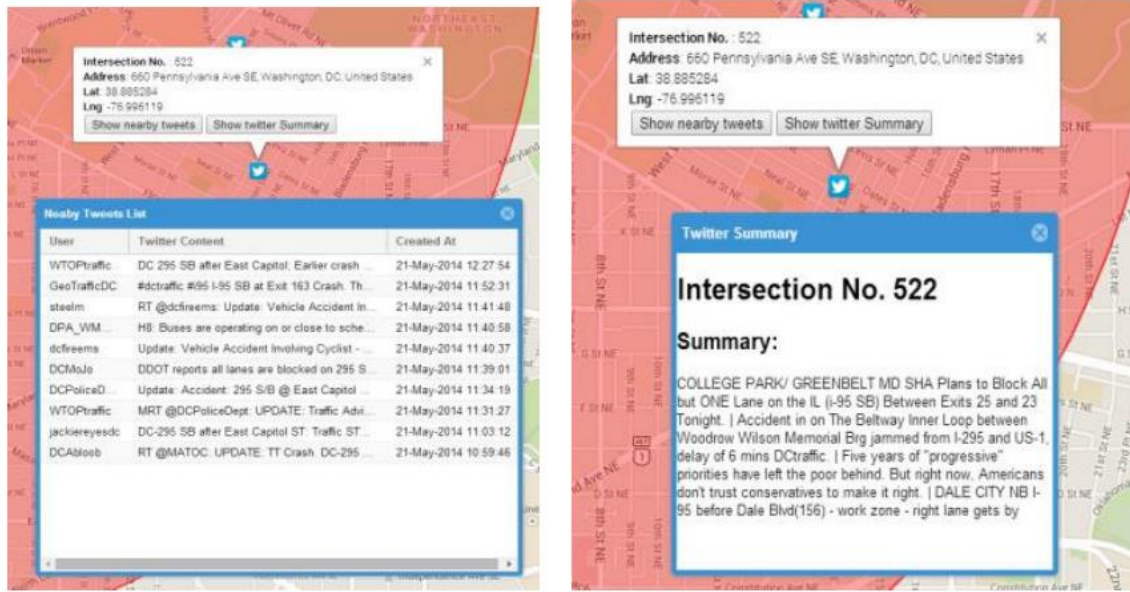 NORTHEAST
WASHINGTON
Intersection No. : 522
Address: 660 Pennsylvania Ave SE, Washington, DC, United States
Lat: 38.885284
Lng: -76.996119
Show nearby tweets Show twitter Summary
Neaby Tweets List
User Twitter Content Created At
WTOPtraffic DC 295 SB after East Capitol; Earlier crash ... 21-May-2014 12:27:54
GeoTrafficDC #dctraffic #i95 I-95 SB at Exit 163 Crash. Th... 21-May-2014 11:52:31
steelm RT @dcfireems: Update: Vehicle Accident In... 21-May-2014 11:41:48
DPA_WM... H8: Buses are operating on or close to sche... 21-May-2014 11:40:58
dcfireems Update: Vehicle Accident Involving Cyclist - ... 21-May-2014 11:40:37
DCMoJo DDOT reports all lanes are blocked on 295 S... 21-May-2014 11:39:01
DCPoliceD... Update: Accident: 295 S/B @ East Capitol ... 21-May-2014 11:34:19
WTOPtraffic MRT @DCPoliceDept: UPDATE: Traffic Advi... 21-May-2014 11:31:27
jackiereyesdc DC-295 SB after East Capitol ST: Traffic ST... 21-May-2014 11:03:12
DCAbloob RT @MATOC: UPDATE: TT Crash. DC-295 ... 21-May-2014 10:59:46
Intersection No. : 522
Address: 660 Pennsylvania Ave SE, Washington, DC, United States
Lat: 38.885284
Lng: -76.996119
Show nearby tweets Show twitter Summary
17th St NE
8th St NE
Twitter Summary
Intersection No. 522
Summary:
COLLEGE PARK/ GREENBELT MD SHA Plans to Block All
but ONE Lane on the IL (i-95 SB) Between Exits 25 and 23
Tonight. | Accident in on The Beltway Inner Loop between
Woodrow Wilson Memorial Brg jammed from I-295 and US-1,
delay of 6 mins DCtraffic. | Five years of "progressive"
priorities have left the poor behind. But right now, Americans
don't trust conservatives to make it right. | DALE CITY NB I-
95 before Dale Blvd(156) - work zone - right lane gets by